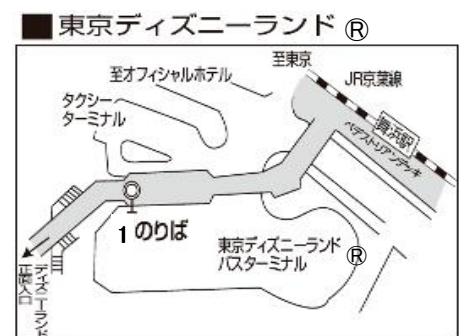 ■東京ディズニーランド®
至東京
JR京葉線
舞浜駅
ペデストリアンデッキ
至オフィシャルホテル
タクシー
ターミナル
1 のりば
東京ディズニーランド
バスターミナル®
ディズニーランド
正面入口